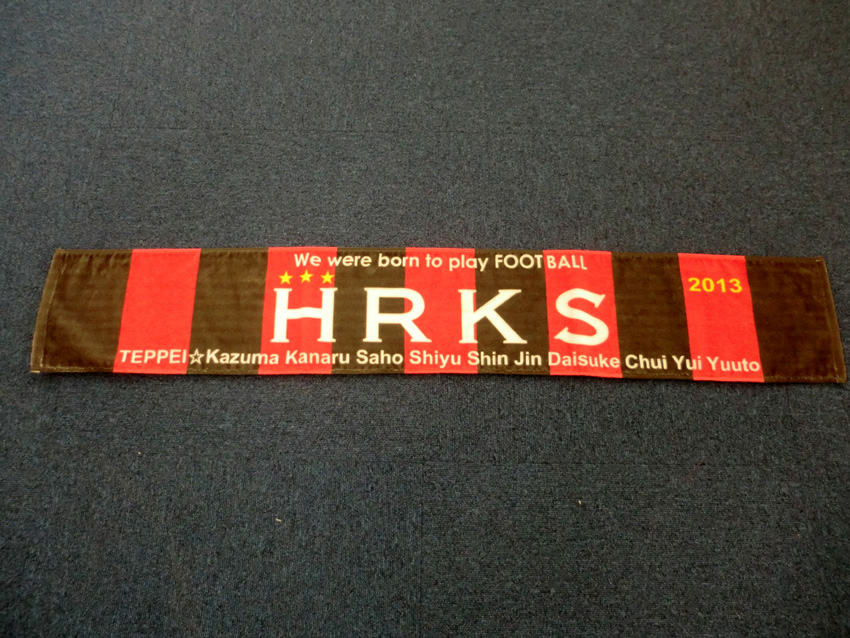 We were born to play FOOTBALL
HRKS
2013
TEPPEI☆Kazuma Kanaru Saho Shiyu Shin Jin Daisuke Chui Yui Yuuto